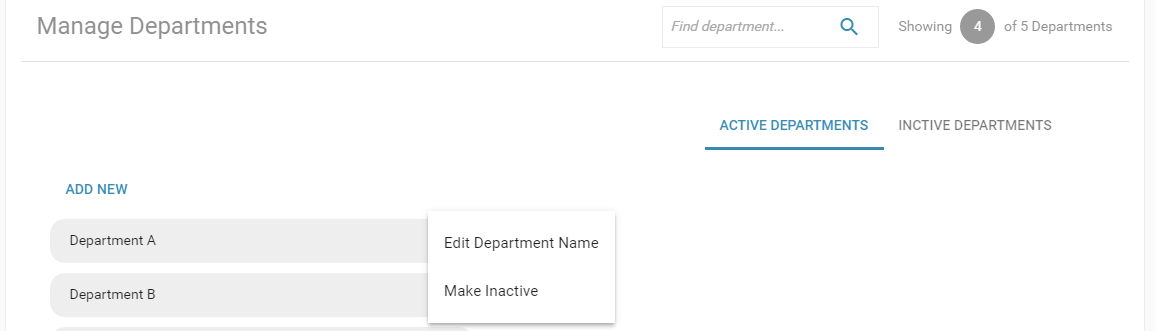 Manage Departments
Find department...
Showing 4 of 5 Departments
ACTIVE DEPARTMENTS
INCTIVE DEPARTMENTS
ADD NEW
Department A
Edit Department Name
Department B
Make Inactive